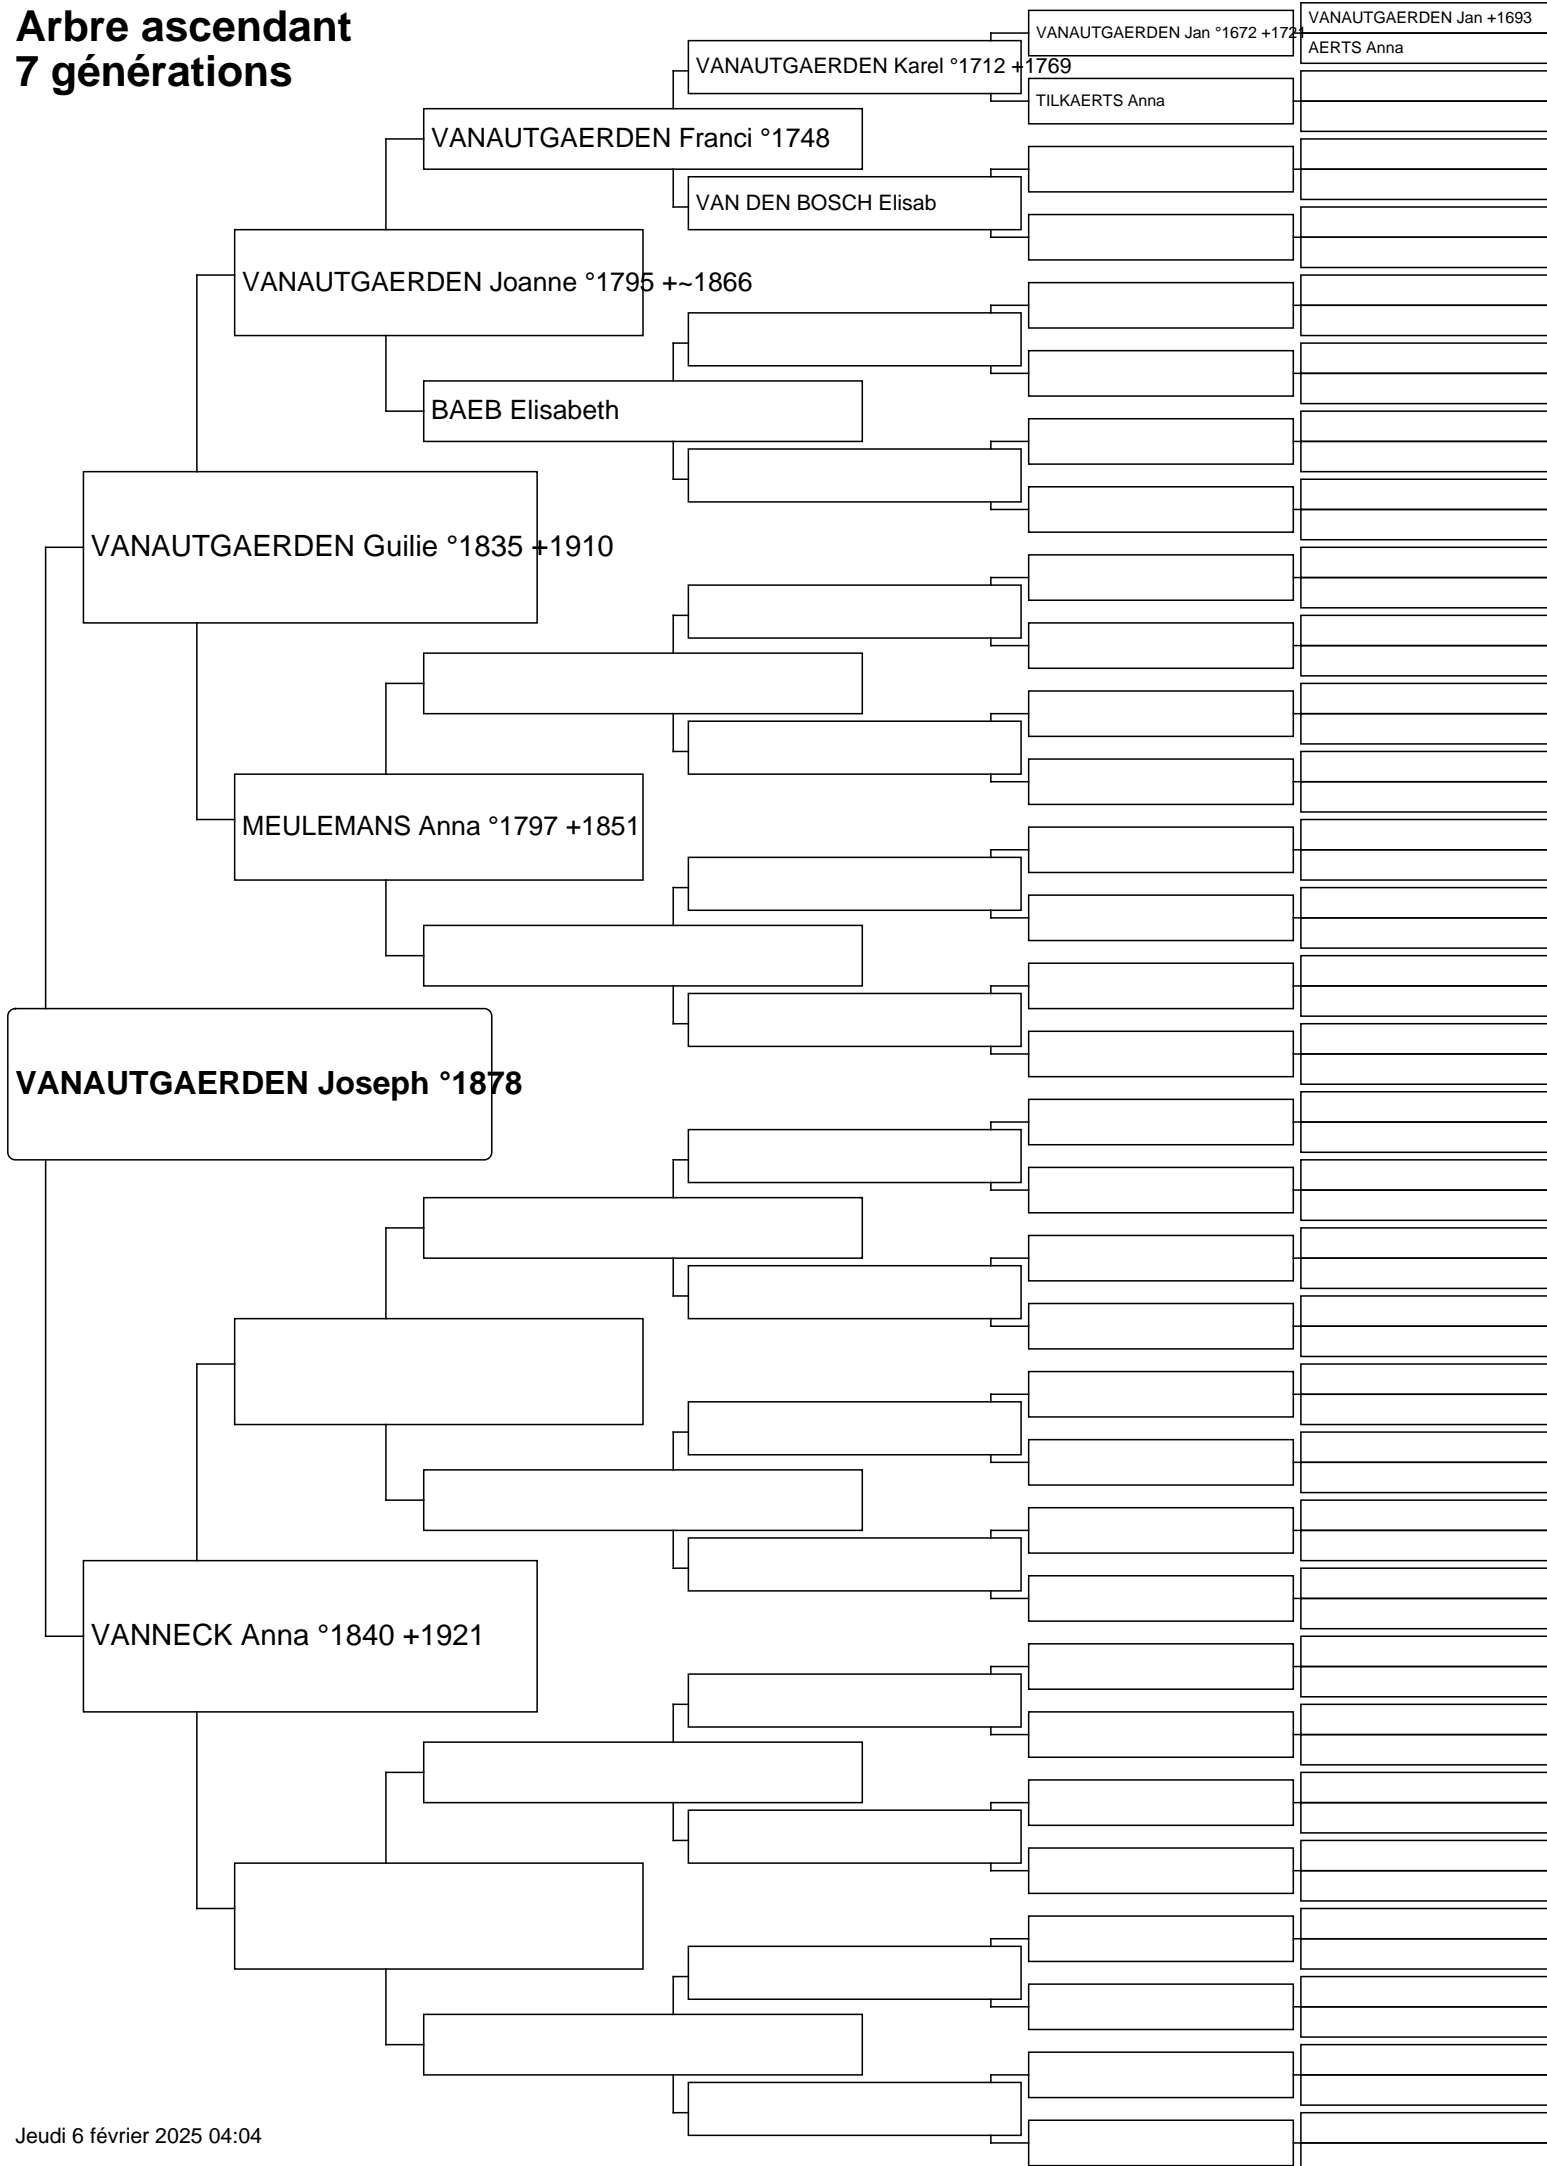 Arbre ascendant
7 générations
VANAUTGAERDEN Jan +1693
AERTS Anna
VANAUTGAERDEN Jan °1672 +1721
VANAUTGAERDEN Karel °1712 +1769
TILKAERTS Anna
VANAUTGAERDEN Franci °1748
VAN DEN BOSCH Elisab
VANAUTGAERDEN Joanne °1795 +~1866
BAEB Elisabeth
VANAUTGAERDEN Guilie °1835 +1910
MEULEMANS Anna °1797 +1851
VANAUTGAERDEN Joseph °1878
VANNECK Anna °1840 +1921
Jeudi 6 février 2025 04:04